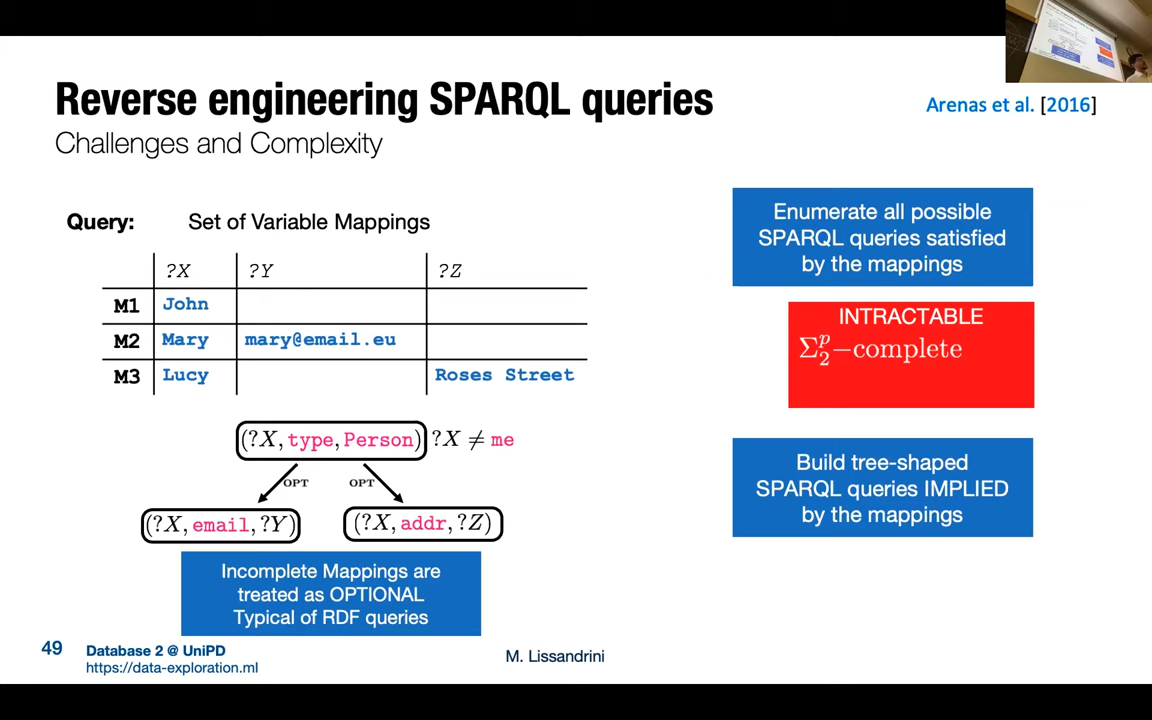 Reverse engineering SPARQL queries
Arenas et al. [2016]
Challenges and Complexity
Query: Set of Variable Mappings
?X ?Y ?Z
M1 John
M2 Mary mary@email.eu
M3 Lucy Roses Street
(?X, type, Person) ?X ≠ me
OPT OPT
(?X, email, ?Y) (?X, addr, ?Z)
Incomplete Mappings are
treated as OPTIONAL
Typical of RDF queries
Enumerate all possible
SPARQL queries satisfied
by the mappings
INTRACTABLE
Σ₂ᵖ–complete
Build tree-shaped
SPARQL queries IMPLIED
by the mappings
49 Database 2 @ UniPD
https://data-exploration.ml
M. Lissandrini